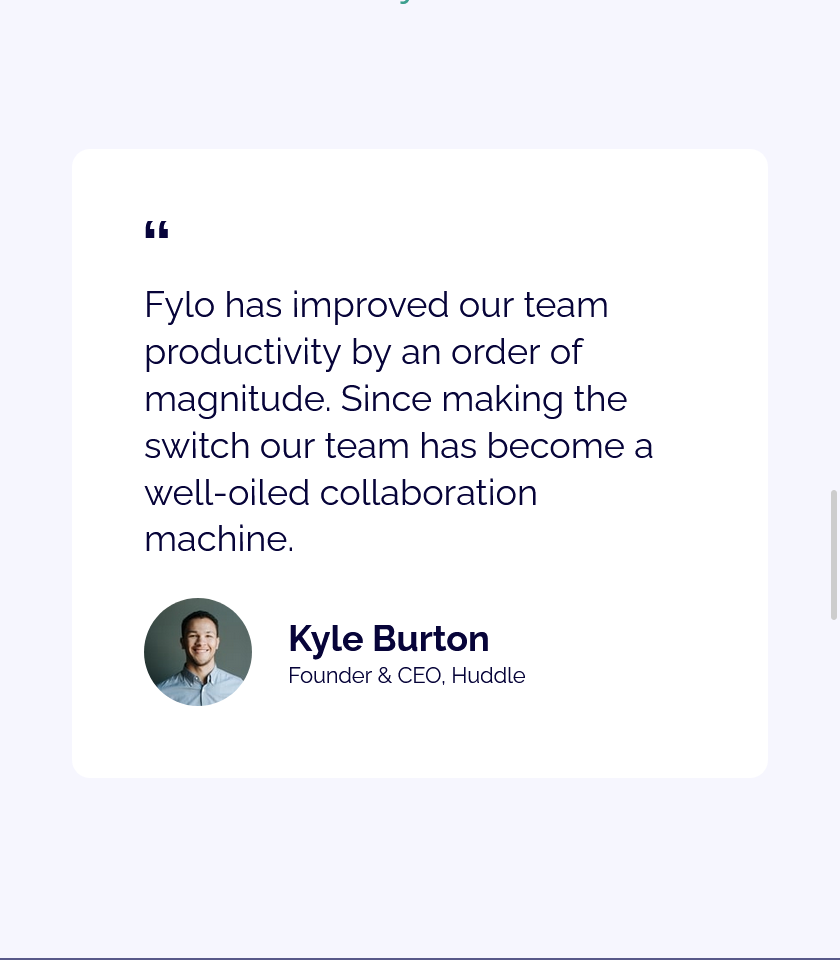 “
Fylo has improved our team
productivity by an order of
magnitude. Since making the
switch our team has become a
well-oiled collaboration
machine.
Kyle Burton
Founder & CEO, Huddle